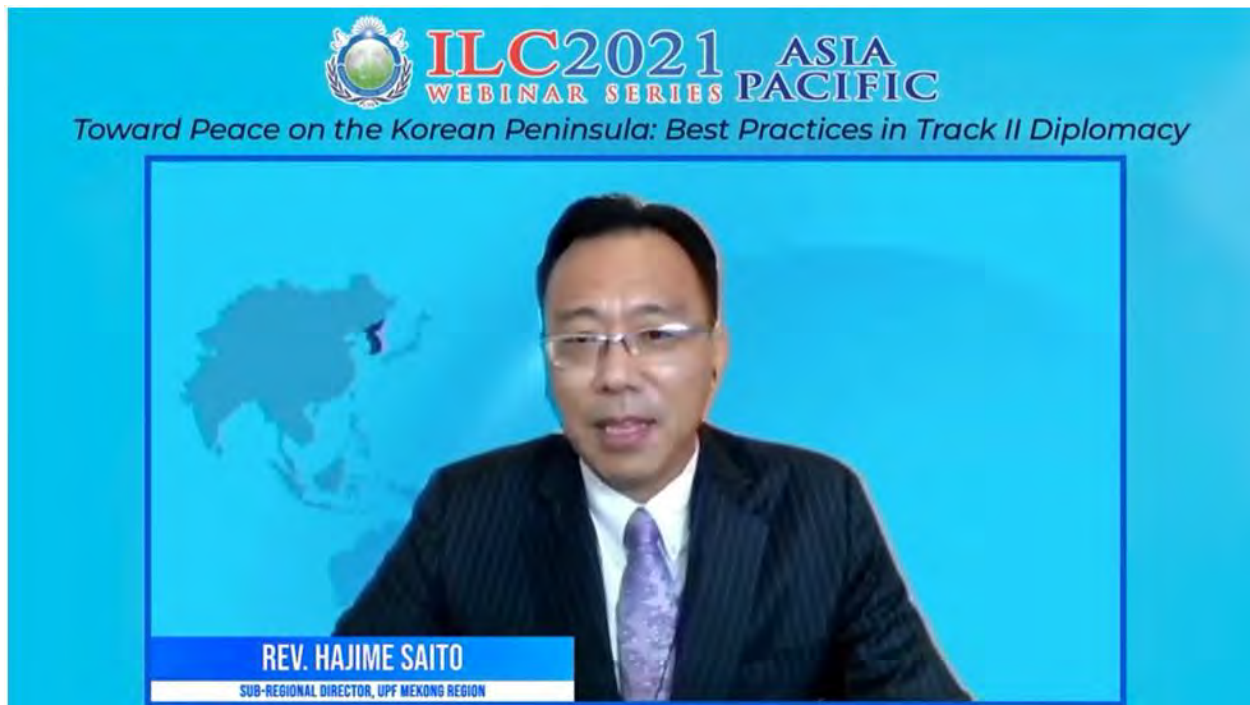 ILC2021 ASIA
WEBINAR SERIES PACIFIC
Toward Peace on the Korean Peninsula: Best Practices in Track II Diplomacy
REV. HAJIME SAITO
SUB-REGIONAL DIRECTOR, UPF MEKONG REGION